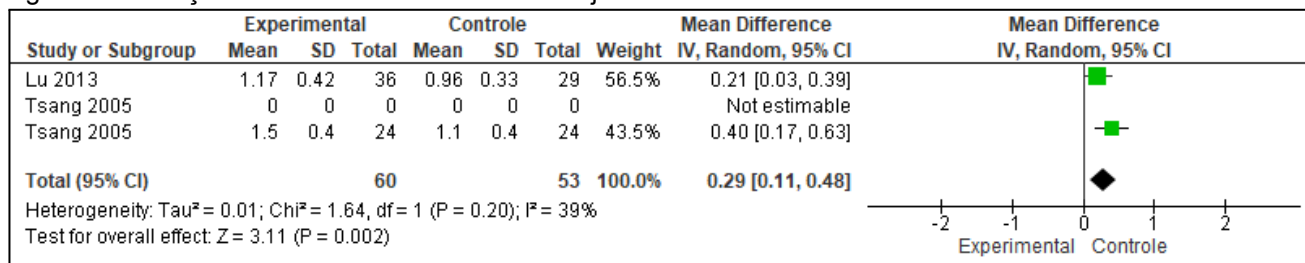 Experimental Controle Mean Difference Mean Difference
Study or Subgroup Mean SD Total Mean SD Total Weight IV, Random, 95% CI IV, Random, 95% CI
Lu 2013 1.17 0.42 36 0.96 0.33 29 56.5% 0.21 [0.03, 0.39]
Tsang 2005 0 0 0 0 0 0 Not estimable
Tsang 2005 1.5 0.4 24 1.1 0.4 24 43.5% 0.40 [0.17, 0.63]
Total (95% CI) 60 53 100.0% 0.29 [0.11, 0.48]
Heterogeneity: Tau² = 0.01; Chi² = 1.64, df = 1 (P = 0.20); I² = 39%
Test for overall effect: Z = 3.11 (P = 0.002)
-2 -1 0 1 2
Experimental Controle